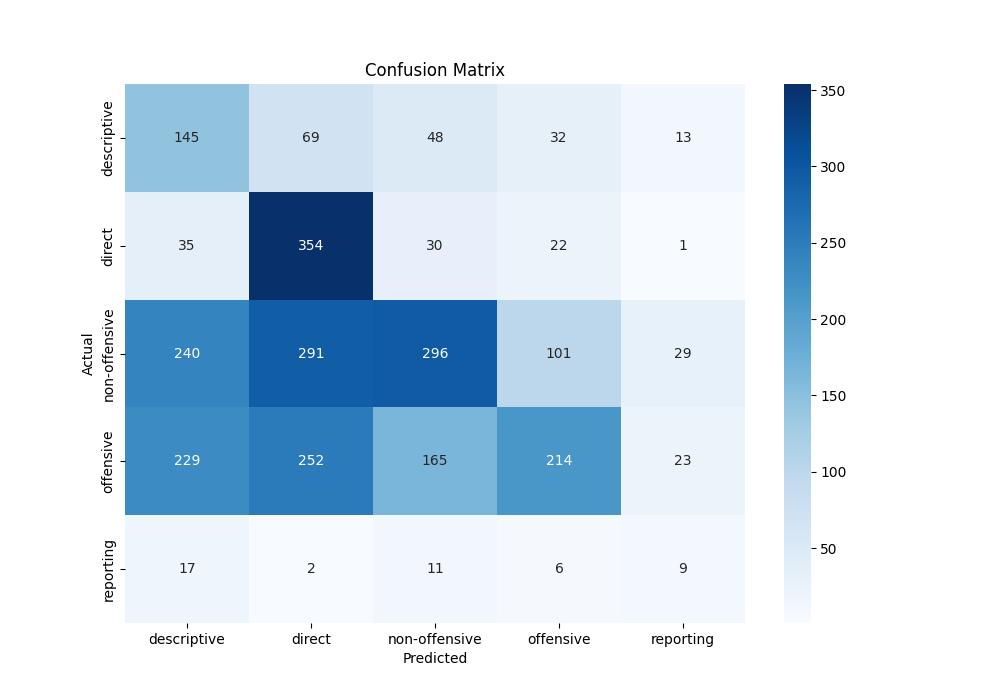 Confusion Matrix
Actual
descriptive 145 69 48 32 13
direct 35 354 30 22 1
non-offensive 240 291 296 101 29
offensive 229 252 165 214 23
reporting 17 2 11 6 9
descriptive direct non-offensive offensive reporting
Predicted
350
300
250
200
150
100
50